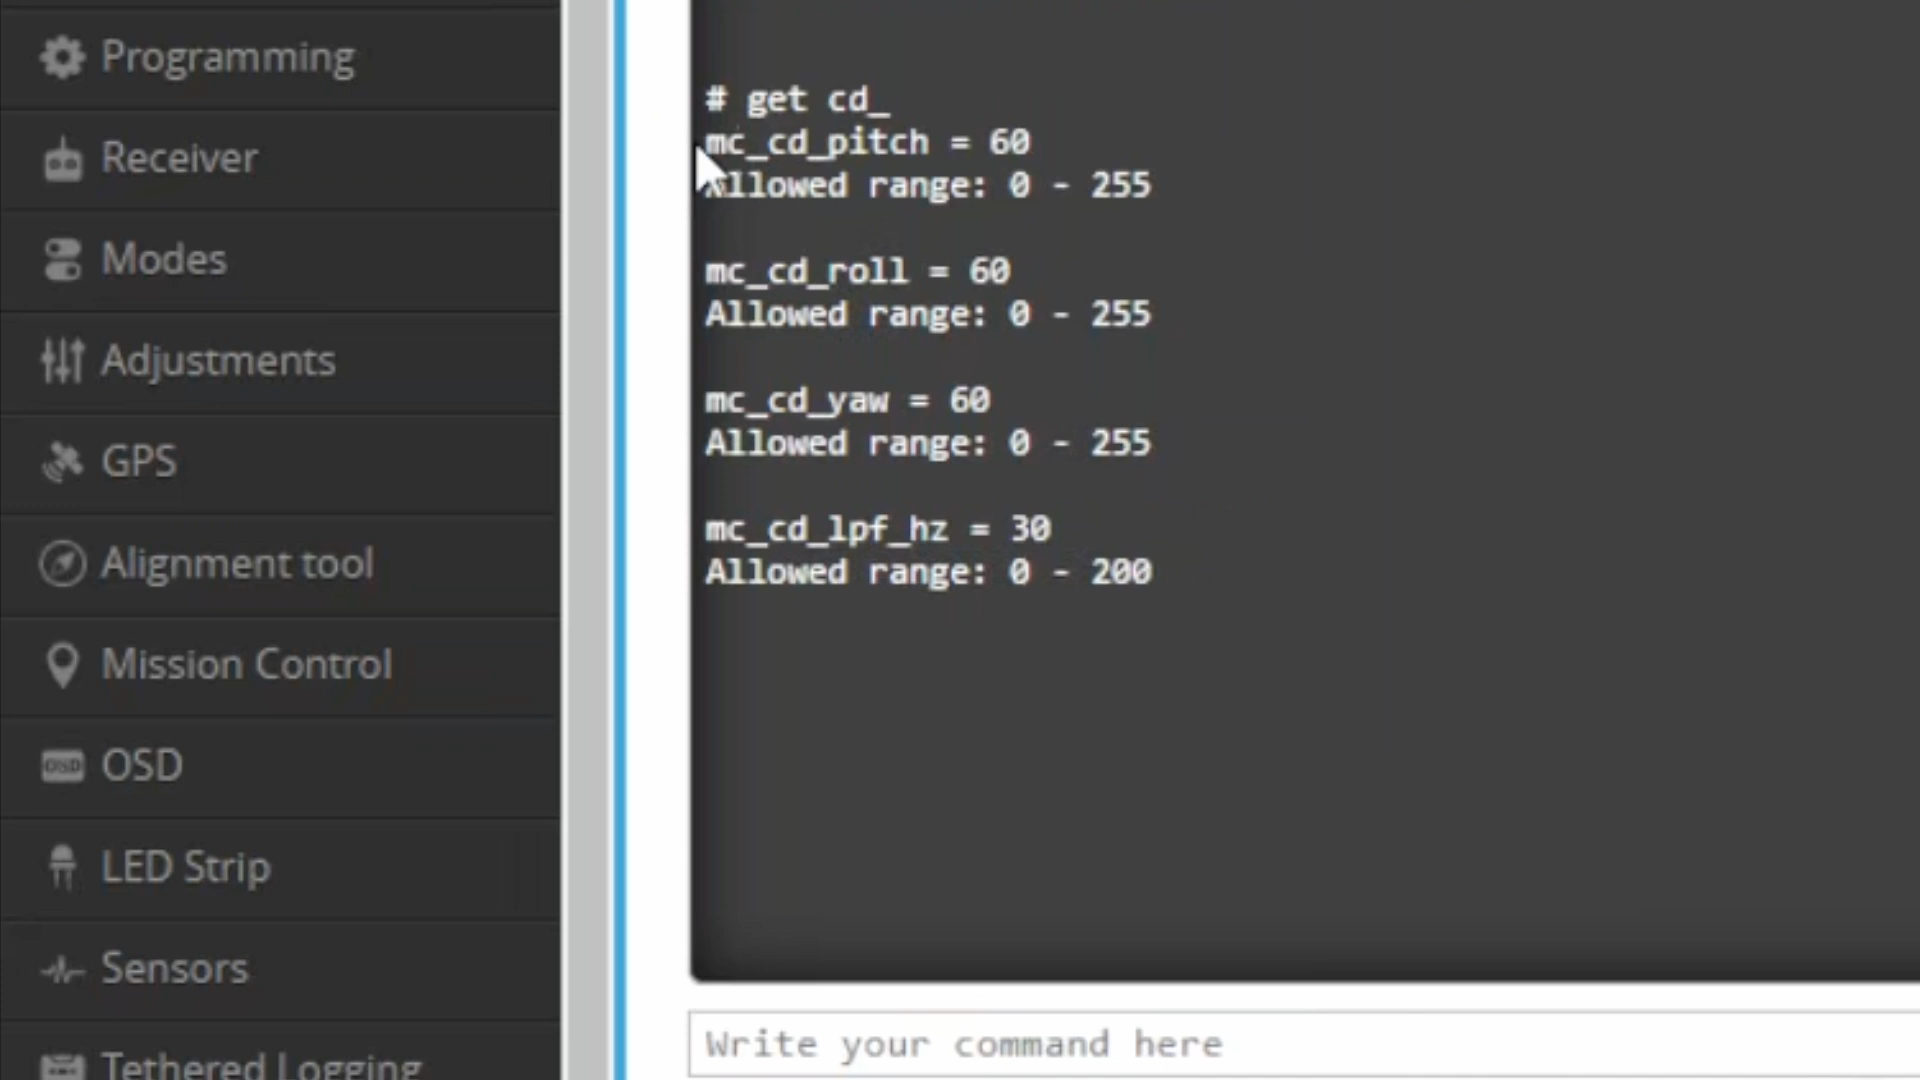 Programming
Receiver
Modes
Adjustments
GPS
Alignment tool
Mission Control
OSD
OSD
LED Strip
Sensors
Tethered Logging
# get cd_
mc_cd_pitch = 60
Allowed range: 0 - 255
mc_cd_roll = 60
Allowed range: 0 - 255
mc_cd_yaw = 60
Allowed range: 0 - 255
mc_cd_lpf_hz = 30
Allowed range: 0 - 200
Write your command here